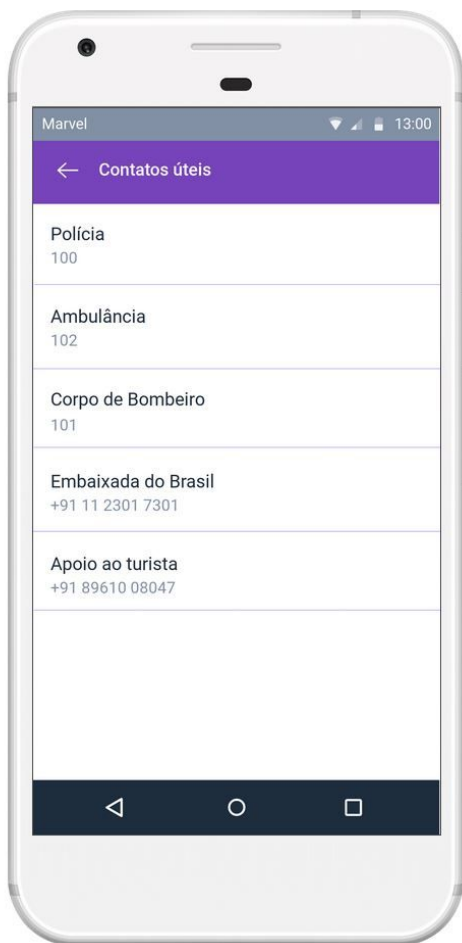 Marvel 13:00
Contatos úteis
Polícia
100
Ambulância
102
Corpo de Bombeiro
101
Embaixada do Brasil
+91 11 2301 7301
Apoio ao turista
+91 89610 08047